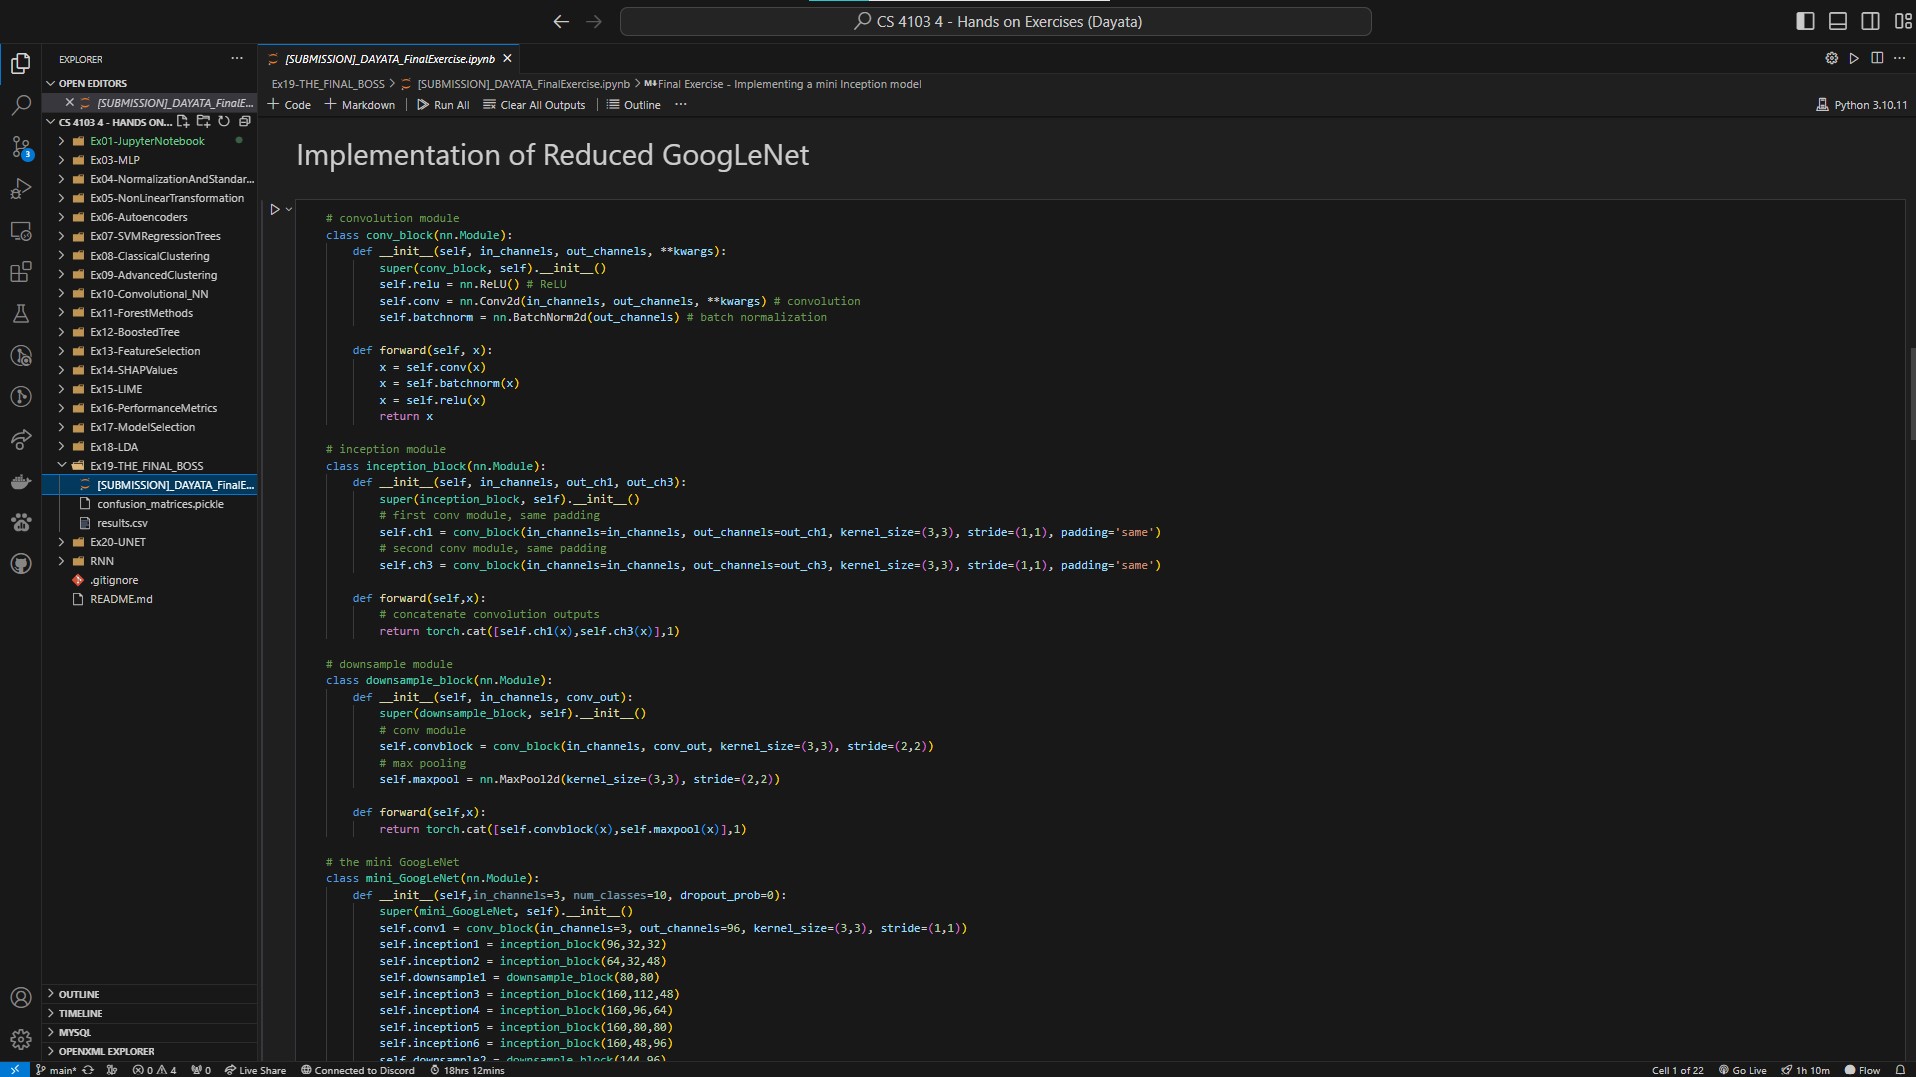 CS 4103 4 - Hands on Exercises (Dayata)
EXPLORER
OPEN EDITORS
[SUBMISSION]_DAYATA_FinalE...
CS 4103 4 - HANDS ON...
Ex01-JupyterNotebook
Ex03-MLP
Ex04-NormalizationAndStandar...
Ex05-NonLinearTransformation
Ex06-Autoencoders
Ex07-SVMRegressionTrees
Ex08-ClassicalClustering
Ex09-AdvancedClustering
Ex10-Convolutional_NN
Ex11-ForestMethods
Ex12-BoostedTree
Ex13-FeatureSelection
Ex14-SHAPValues
Ex15-LIME
Ex16-PerformanceMetrics
Ex17-ModelSelection
Ex18-LDA
Ex19-THE_FINAL_BOSS
[SUBMISSION]_DAYATA_FinalE...
confusion_matrices.pickle
results.csv
Ex20-UNET
RNN
.gitignore
README.md
OUTLINE
TIMELINE
MYSQL
OPENXML EXPLORER
[SUBMISSION]_DAYATA_FinalExercise.ipynb
Ex19-THE_FINAL_BOSS > [SUBMISSION]_DAYATA_FinalExercise.ipynb > M↓Final Exercise - Implementing a mini Inception model
+ Code + Markdown | Run All Clear All Outputs | Outline ...
Python 3.10.11
Implementation of Reduced GoogLeNet
# convolution module
class conv_block(nn.Module):
def __init__(self, in_channels, out_channels, **kwargs):
super(conv_block, self).__init__()
self.relu = nn.ReLU() # ReLU
self.conv = nn.Conv2d(in_channels, out_channels, **kwargs) # convolution
self.batchnorm = nn.BatchNorm2d(out_channels) # batch normalization
def forward(self, x):
x = self.conv(x)
x = self.batchnorm(x)
x = self.relu(x)
return x
# inception module
class inception_block(nn.Module):
def __init__(self, in_channels, out_ch1, out_ch3):
super(inception_block, self).__init__()
# first conv module, same padding
self.ch1 = conv_block(in_channels=in_channels, out_channels=out_ch1, kernel_size=(3,3), stride=(1,1), padding='same')
# second conv module, same padding
self.ch3 = conv_block(in_channels=in_channels, out_channels=out_ch3, kernel_size=(3,3), stride=(1,1), padding='same')
def forward(self,x):
# concatenate convolution outputs
return torch.cat([self.ch1(x),self.ch3(x)],1)
# downsample module
class downsample_block(nn.Module):
def __init__(self, in_channels, conv_out):
super(downsample_block, self).__init__()
# conv module
self.convblock = conv_block(in_channels, conv_out, kernel_size=(3,3), stride=(2,2))
# max pooling
self.maxpool = nn.MaxPool2d(kernel_size=(3,3), stride=(2,2))
def forward(self,x):
return torch.cat([self.convblock(x),self.maxpool(x)],1)
# the mini GoogLeNet
class mini_GoogLeNet(nn.Module):
def __init__(self,in_channels=3, num_classes=10, dropout_prob=0):
super(mini_GoogLeNet, self).__init__()
self.conv1 = conv_block(in_channels=3, out_channels=96, kernel_size=(3,3), stride=(1,1))
self.inception1 = inception_block(96,32,32)
self.inception2 = inception_block(64,32,48)
self.downsample1 = downsample_block(80,80)
self.inception3 = inception_block(160,112,48)
self.inception4 = inception_block(160,96,64)
self.inception5 = inception_block(160,80,80)
self.inception6 = inception_block(160,48,96)
self.downsample2 = downsample_block(144,96)
main* 0 4 0 Live Share Connected to Discord 18hrs 12mins
Cell 1 of 22 Go Live 1h 10m Flow
3